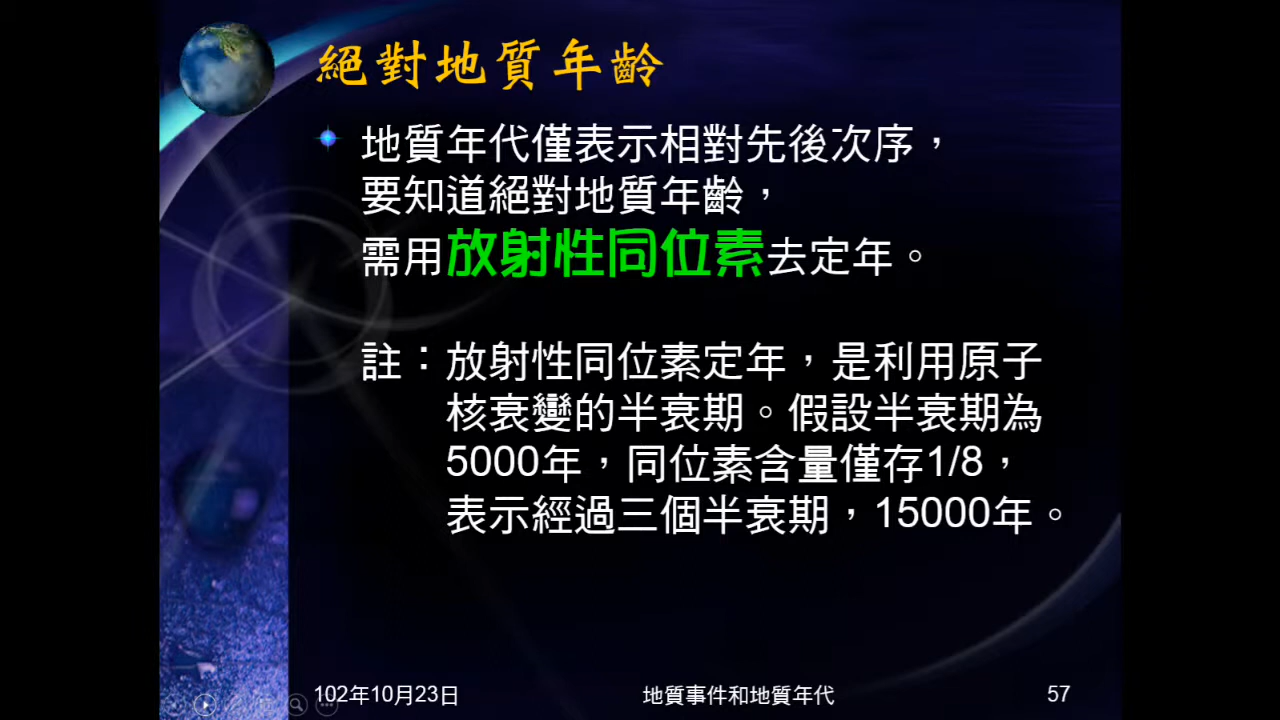 絕對地質年齡
地質年代僅表示相對先後次序，
要知道絕對地質年齡，
需用放射性同位素去定年。
註：放射性同位素定年，是利用原子
核衰變的半衰期。假設半衰期為
5000年，同位素含量僅存1/8，
表示經過三個半衰期，15000年。
102年10月23日
地質事件和地質年代
57